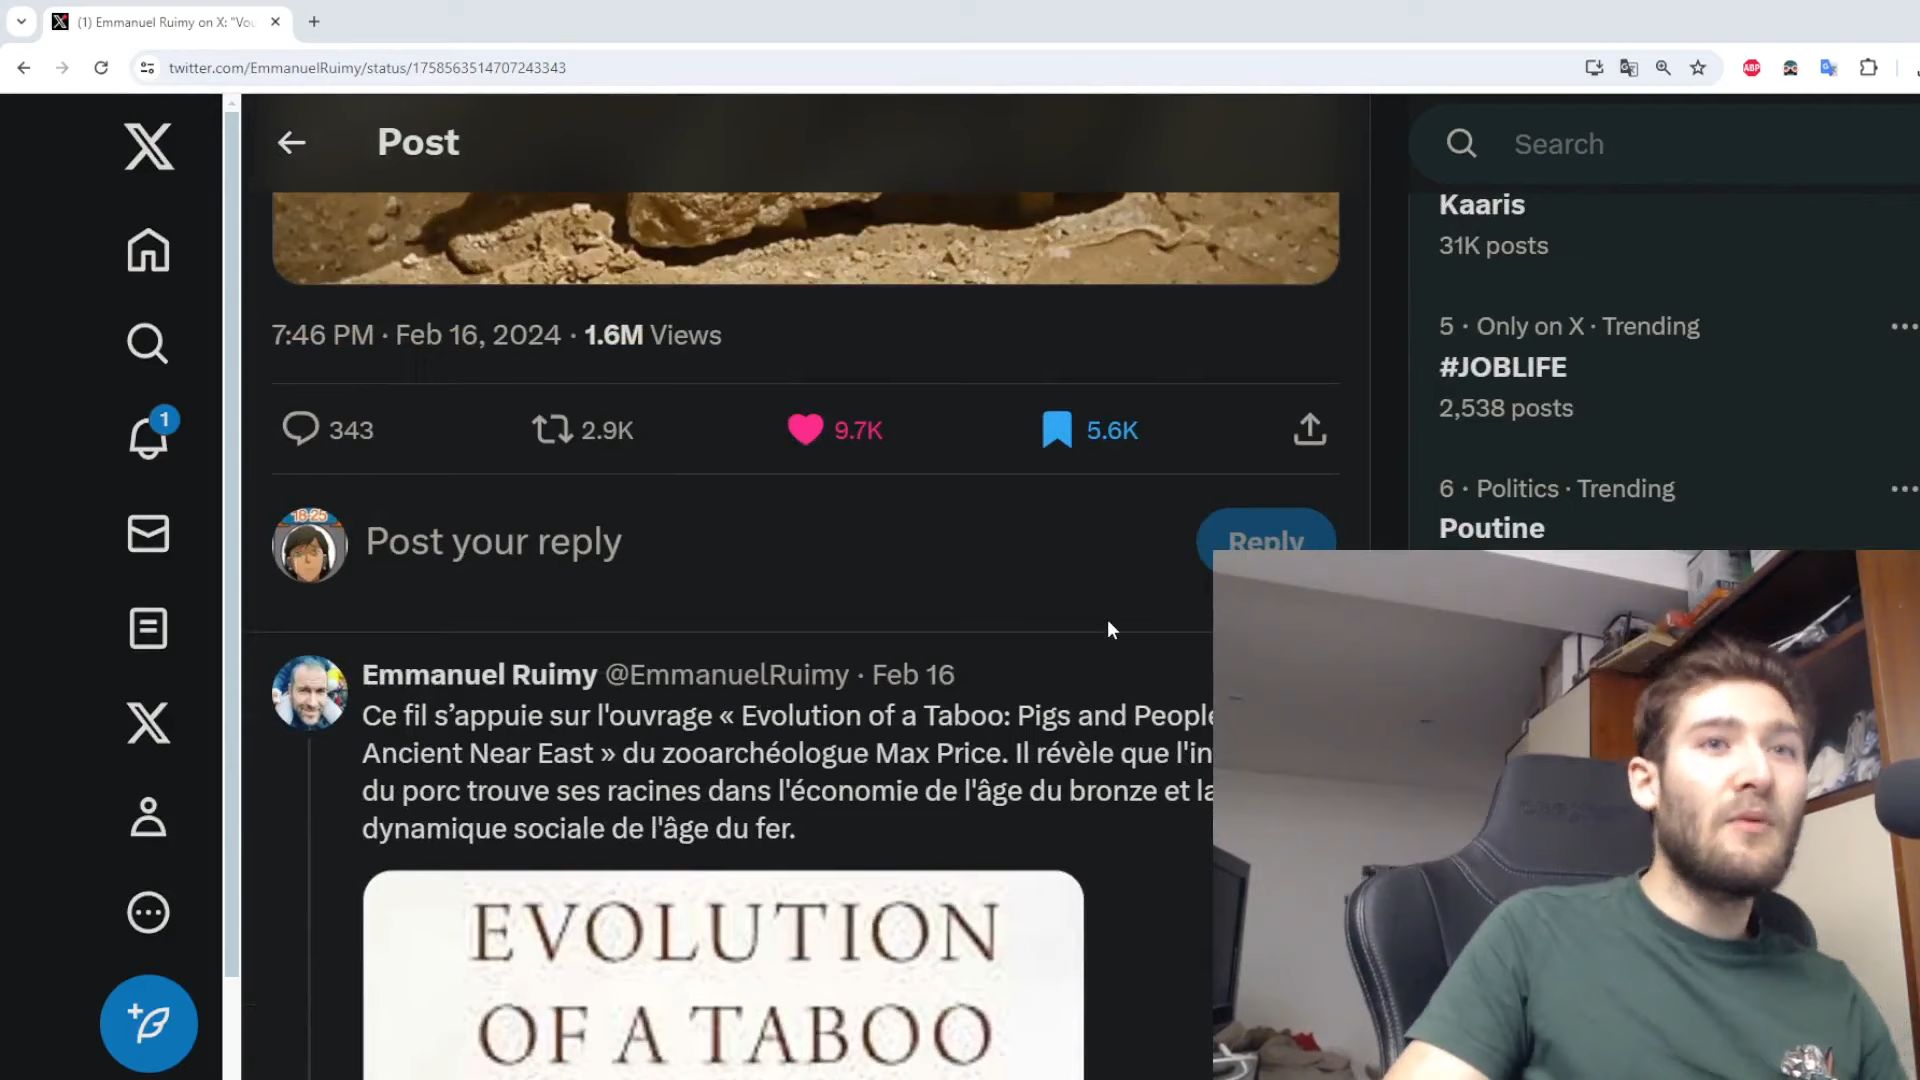 (1) Emmanuel Ruimy on X: "Vou
twitter.com/EmmanuelRuimy/status/1758563514707243343
ABP
Post
Search
Kaaris
31K posts
7:46 PM · Feb 16, 2024 · 1.6M Views
5 · Only on X · Trending
#JOBLIFE
2,538 posts
1
343
2.9K
9.7K
5.6K
6 · Politics · Trending
Poutine
18-25
Post your reply
Reply
Emmanuel Ruimy @EmmanuelRuimy · Feb 16
Ce fil s’appuie sur l'ouvrage « Evolution of a Taboo: Pigs and People
Ancient Near East » du zooarchéologue Max Price. Il révèle que l'in
du porc trouve ses racines dans l'économie de l'âge du bronze et la
dynamique sociale de l'âge du fer.
EVOLUTION
OF A TABOO